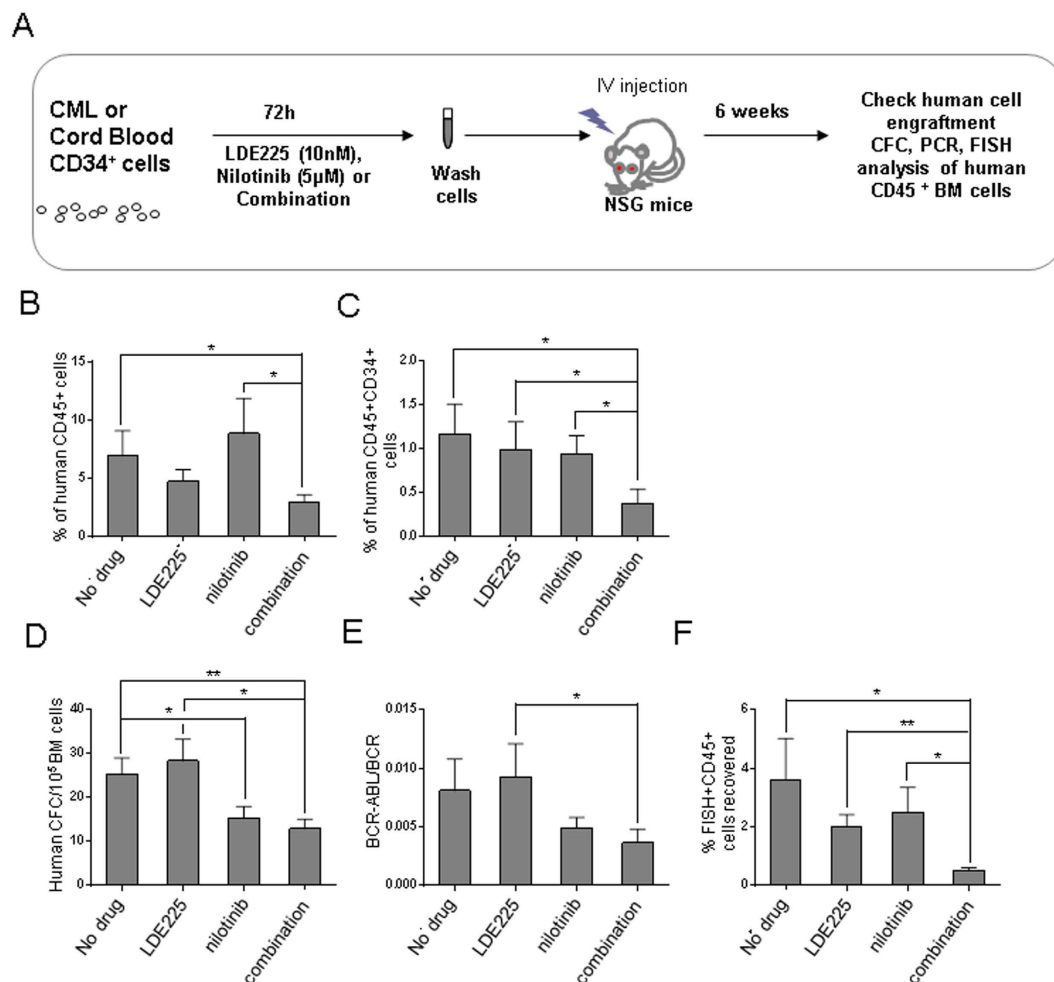 A
CML or
Cord Blood
CD34+ cells
72h
LDE225 (10nM),
Nilotinib (5µM) or
Combination
Wash
cells
IV injection
NSG mice
6 weeks
Check human cell
engraftment
CFC, PCR, FISH
analysis of human
CD45 + BM cells
B
% of human CD45+ cells
15
10
5
0
*
*
No drug
LDE225
nilotinib
combination
C
% of human CD45+CD34+
cells
2.0
1.5
1.0
0.5
0.0
*
*
*
No drug
LDE225
nilotinib
combination
D
Human CFC/10⁵ BM cells
40
30
20
10
0
**
*
*
No drug
LDE225
nilotinib
combination
E
BCR-ABL/BCR
0.015
0.010
0.005
0.000
*
No drug
LDE225
nilotinib
combination
F
% FISH+CD45+
cells recovered
6
4
2
0
*
**
*
No drug
LDE225
nilotinib
combination